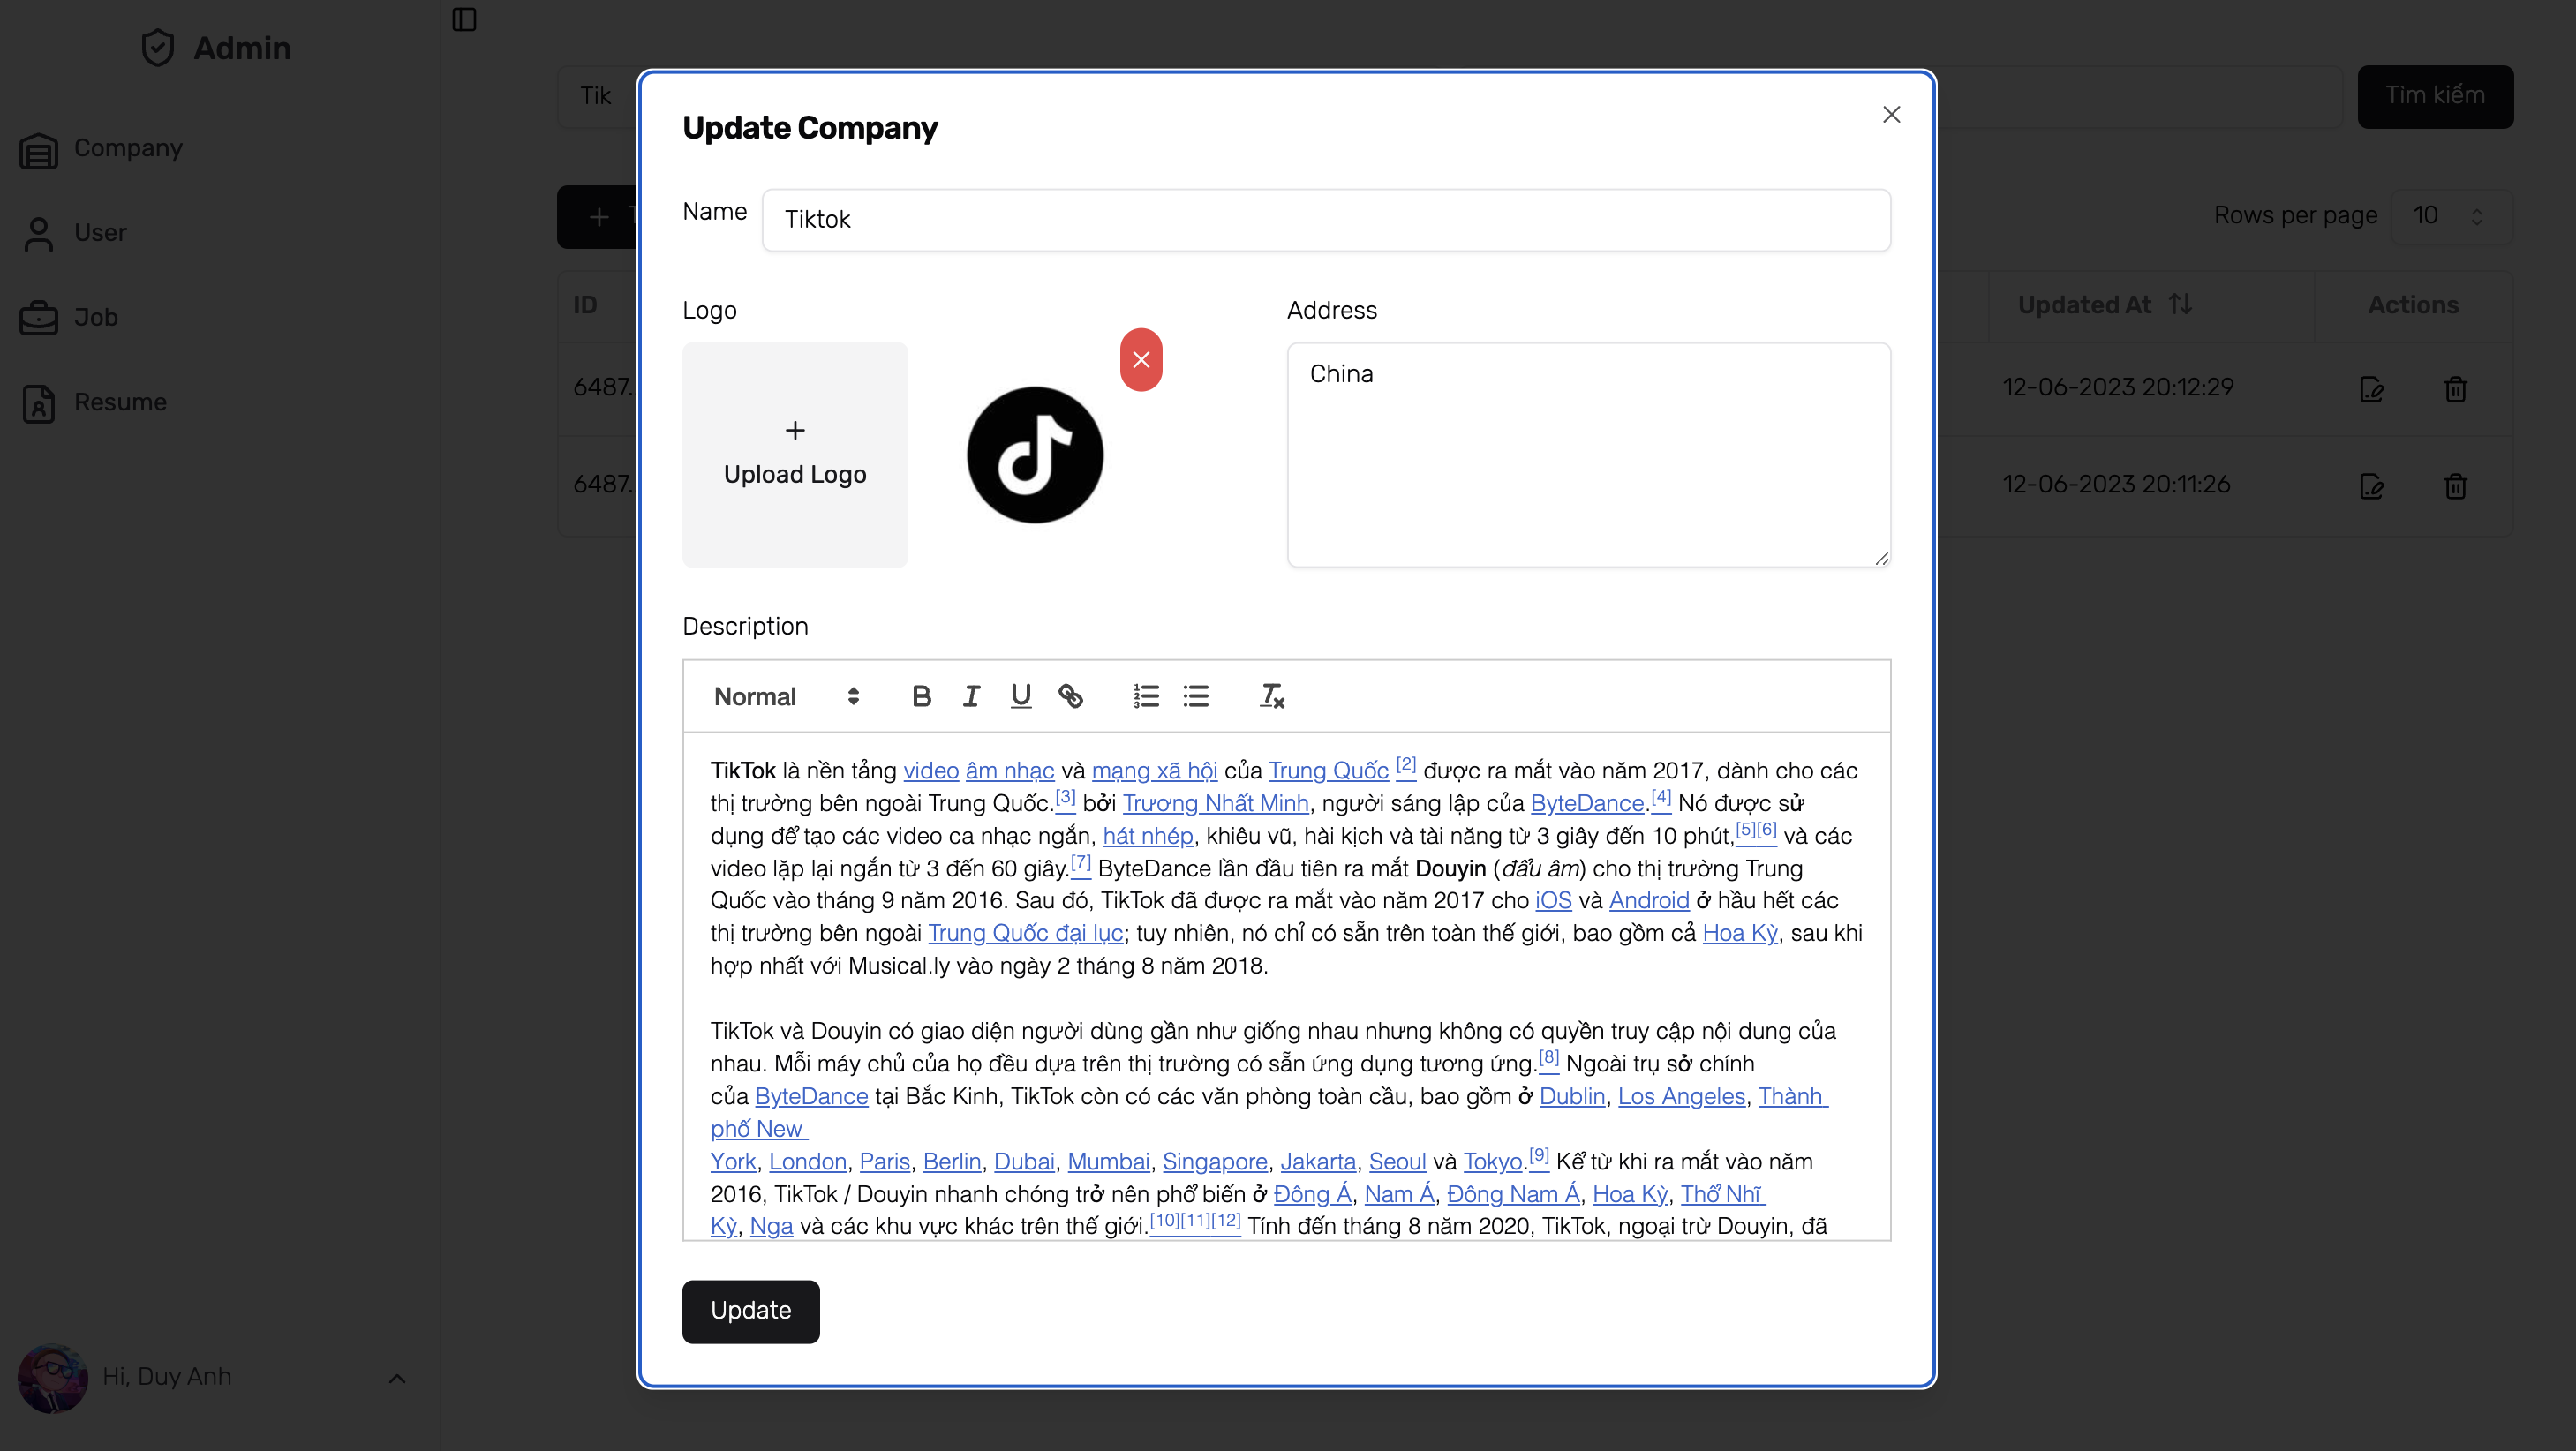 Admin
Company
User
Job
Resume
Hi, Duy Anh
Tik
Tìm kiếm
Rows per page 10
ID Updated At Actions
6487... 12-06-2023 20:12:29
6487... 12-06-2023 20:11:26
Update Company
Name Tiktok
Logo Address
Upload Logo
China
Description
Normal B I U
TikTok là nền tảng video âm nhạc và mạng xã hội của Trung Quốc [2] được ra mắt vào năm 2017, dành cho các
thị trường bên ngoài Trung Quốc.[3] bởi Trương Nhất Minh, người sáng lập của ByteDance.[4] Nó được sử
dụng để tạo các video ca nhạc ngắn, hát nhép, khiêu vũ, hài kịch và tài năng từ 3 giây đến 10 phút,[5][6] và các
video lặp lại ngắn từ 3 đến 60 giây.[7] ByteDance lần đầu tiên ra mắt Douyin (đẩu âm) cho thị trường Trung
Quốc vào tháng 9 năm 2016. Sau đó, TikTok đã được ra mắt vào năm 2017 cho iOS và Android ở hầu hết các
thị trường bên ngoài Trung Quốc đại lục; tuy nhiên, nó chỉ có sẵn trên toàn thế giới, bao gồm cả Hoa Kỳ, sau khi
hợp nhất với Musical.ly vào ngày 2 tháng 8 năm 2018.
TikTok và Douyin có giao diện người dùng gần như giống nhau nhưng không có quyền truy cập nội dung của
nhau. Mỗi máy chủ của họ đều dựa trên thị trường có sẵn ứng dụng tương ứng.[8] Ngoài trụ sở chính
của ByteDance tại Bắc Kinh, TikTok còn có các văn phòng toàn cầu, bao gồm ở Dublin, Los Angeles, Thành
phố New
York, London, Paris, Berlin, Dubai, Mumbai, Singapore, Jakarta, Seoul và Tokyo.[9] Kể từ khi ra mắt vào năm
2016, TikTok / Douyin nhanh chóng trở nên phổ biến ở Đông Á, Nam Á, Đông Nam Á, Hoa Kỳ, Thổ Nhĩ
Kỳ, Nga và các khu vực khác trên thế giới.[10][11][12] Tính đến tháng 8 năm 2020, TikTok, ngoại trừ Douyin, đã
Update